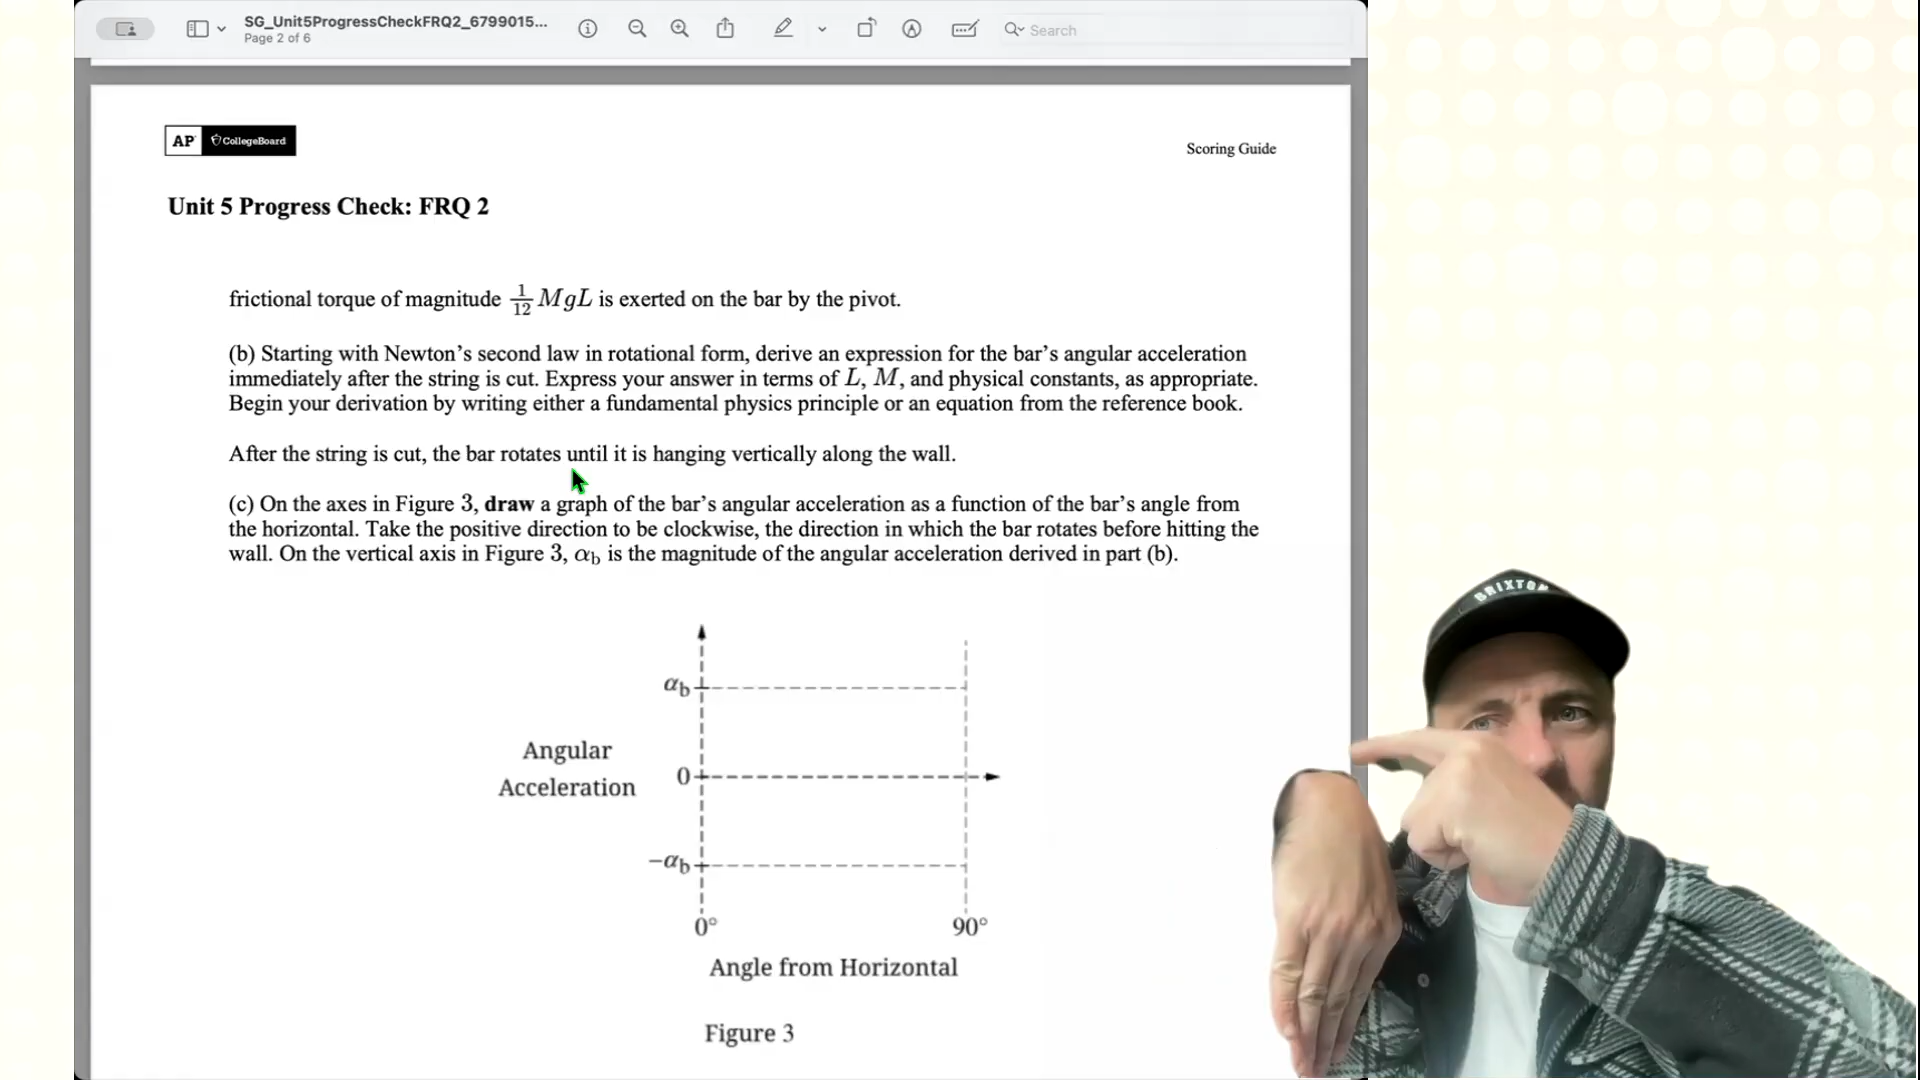 SG_Unit5ProgressCheckFRQ2_6799015...
Page 2 of 6
Search
AP CollegeBoard
Scoring Guide
Unit 5 Progress Check: FRQ 2
frictional torque of magnitude 1/12 MgL is exerted on the bar by the pivot.
(b) Starting with Newton's second law in rotational form, derive an expression for the bar's angular acceleration
immediately after the string is cut. Express your answer in terms of L, M, and physical constants, as appropriate.
Begin your derivation by writing either a fundamental physics principle or an equation from the reference book.
After the string is cut, the bar rotates until it is hanging vertically along the wall.
(c) On the axes in Figure 3, draw a graph of the bar's angular acceleration as a function of the bar's angle from
the horizontal. Take the positive direction to be clockwise, the direction in which the bar rotates before hitting the
wall. On the vertical axis in Figure 3, αb is the magnitude of the angular acceleration derived in part (b).
αb
Angular
Acceleration
0
−αb
0°
90°
Angle from Horizontal
Figure 3
BRIXTON